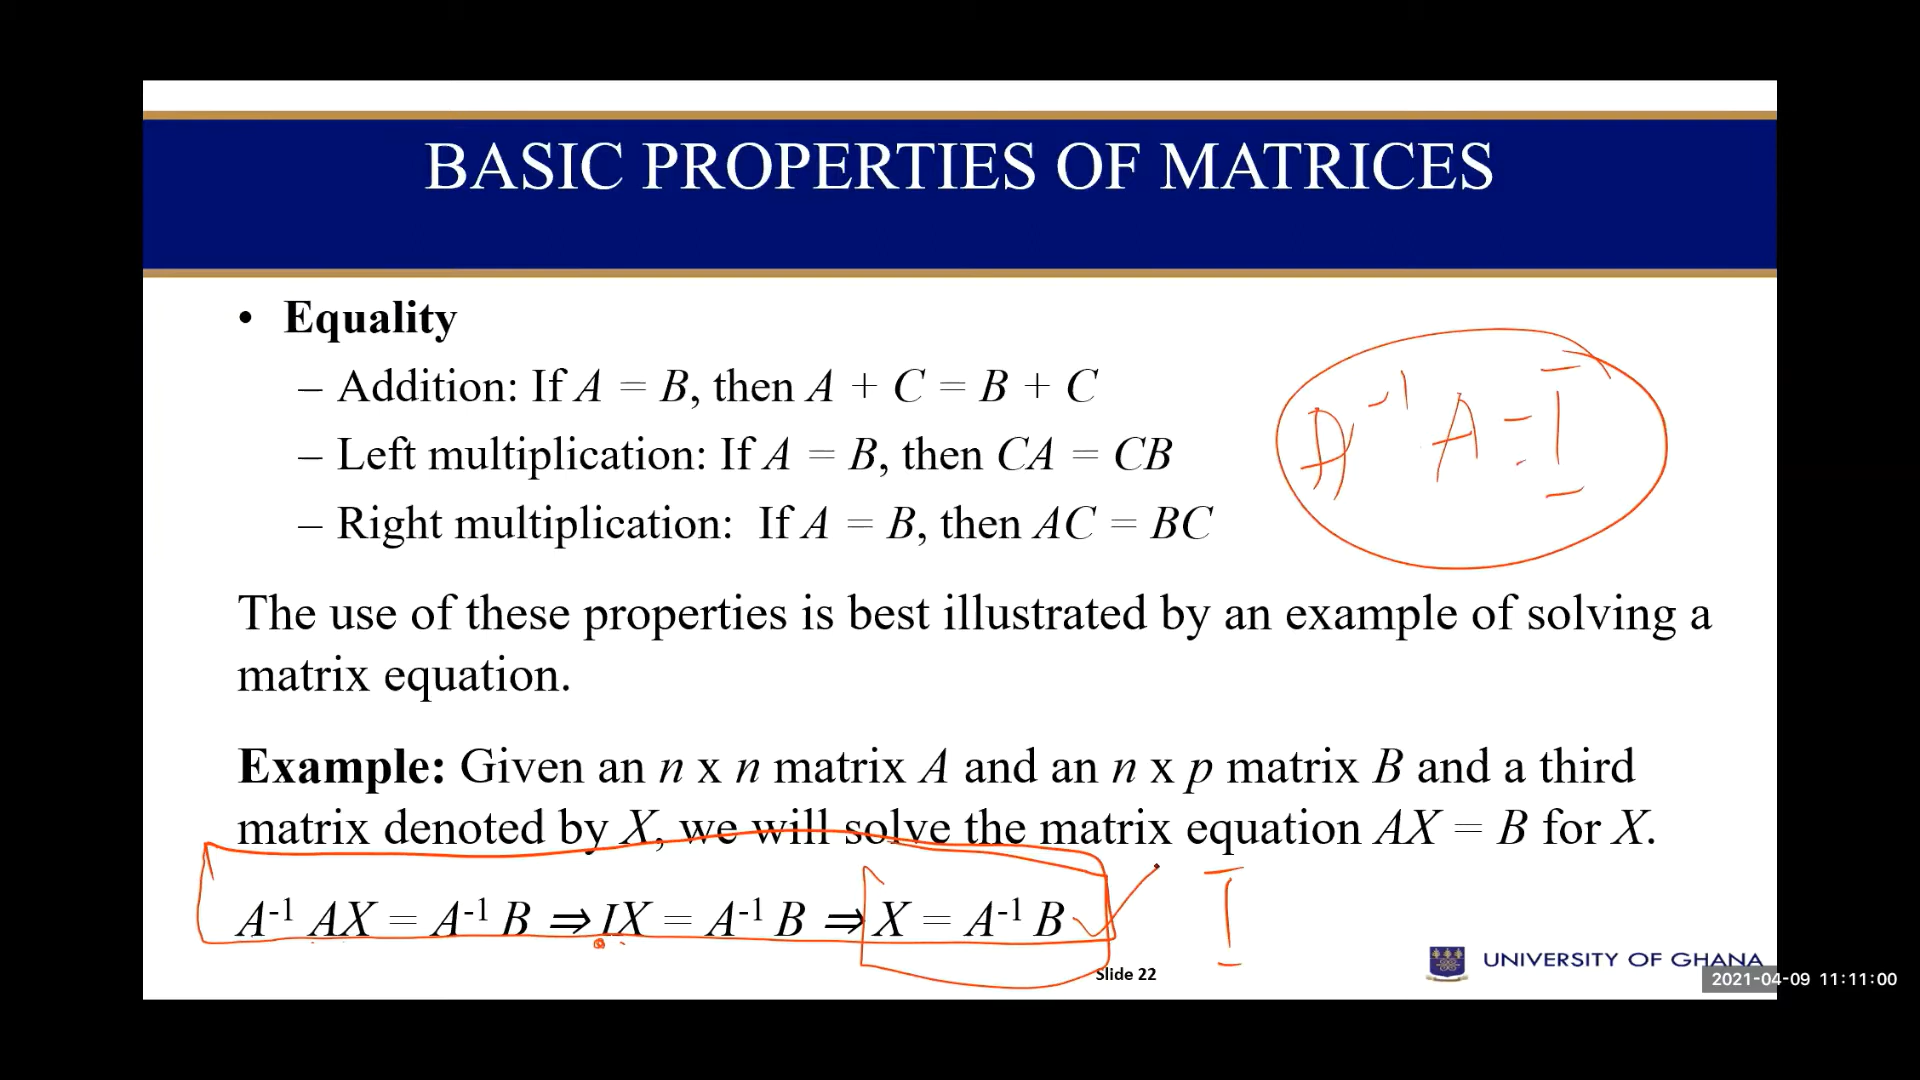 BASIC PROPERTIES OF MATRICES
• Equality
– Addition: If A = B, then A + C = B + C
– Left multiplication: If A = B, then CA = CB
– Right multiplication: If A = B, then AC = BC
A⁻¹ A = I
The use of these properties is best illustrated by an example of solving a
matrix equation.
Example: Given an n x n matrix A and an n x p matrix B and a third
matrix denoted by X, we will solve the matrix equation AX = B for X.
A⁻¹ AX = A⁻¹ B ⇒ IX = A⁻¹ B ⇒ X = A⁻¹ B
I
Slide 22
UNIVERSITY OF GHANA
2021-04-09 11:11:00